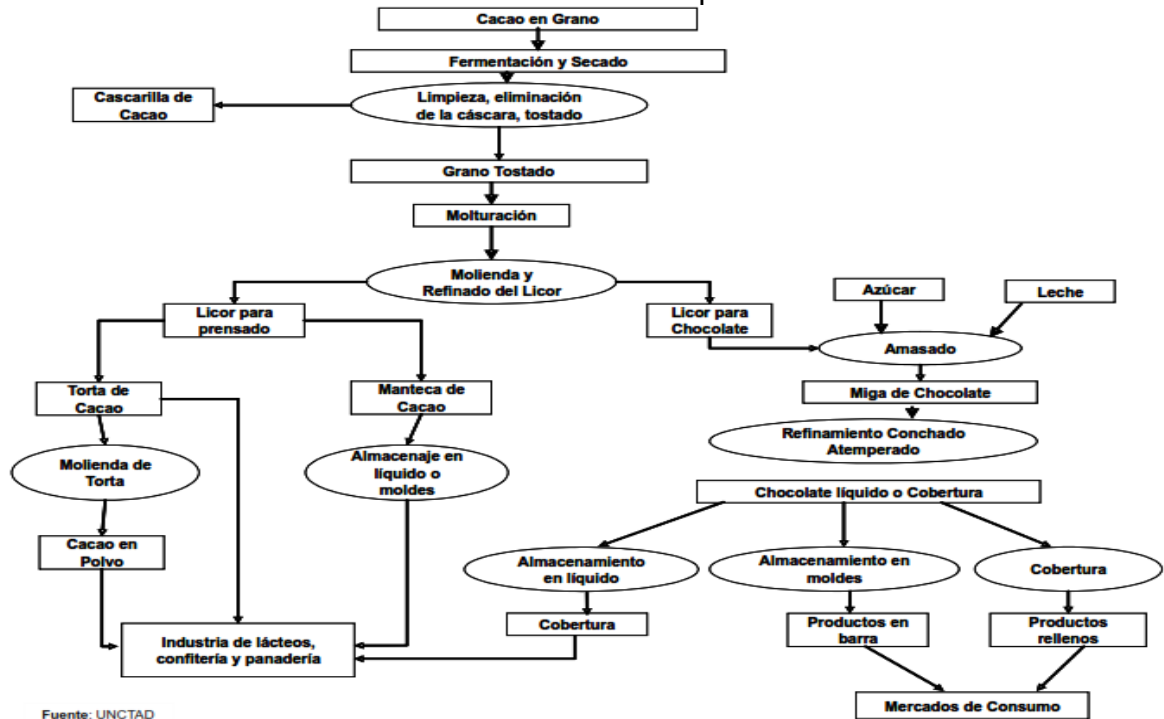 Cacao en Grano
Fermentación y Secado
Cascarilla de
Cacao
Limpieza, eliminación
de la cáscara, tostado
Grano Tostado
Molturación
Molienda y
Refinado del Licor
Licor para
prensado
Licor para
Chocolate
Azúcar
Leche
Amasado
Torta de
Cacao
Manteca de
Cacao
Miga de Chocolate
Refinamiento Conchado
Atemperado
Molienda de
Torta
Almacenaje en
líquido o
moldes
Chocolate líquido o Cobertura
Cacao en
Polvo
Almacenamiento
en líquido
Almacenamiento en
moldes
Cobertura
Industria de lácteos,
confitería y panadería
Cobertura
Productos en
barra
Productos
rellenos
Mercados de Consumo
Fuente: UNCTAD